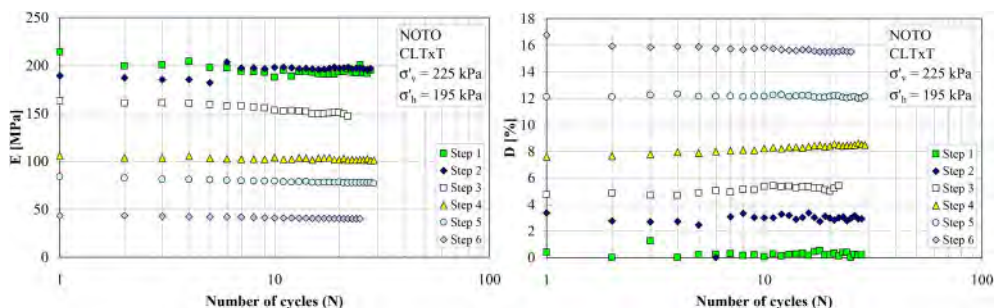 250
200
150
100
50
0
E [MPa]
1
10
100
Number of cycles (N)
NOTO
CLTxT
σ'v = 225 kPa
σ'h = 195 kPa
Step 1
Step 2
Step 3
Step 4
Step 5
Step 6
18
16
14
12
10
8
6
4
2
0
D [%]
1
10
100
Number of cycles (N)
NOTO
CLTxT
σ'v = 225 kPa
σ'h = 195 kPa
Step 1
Step 2
Step 3
Step 4
Step 5
Step 6